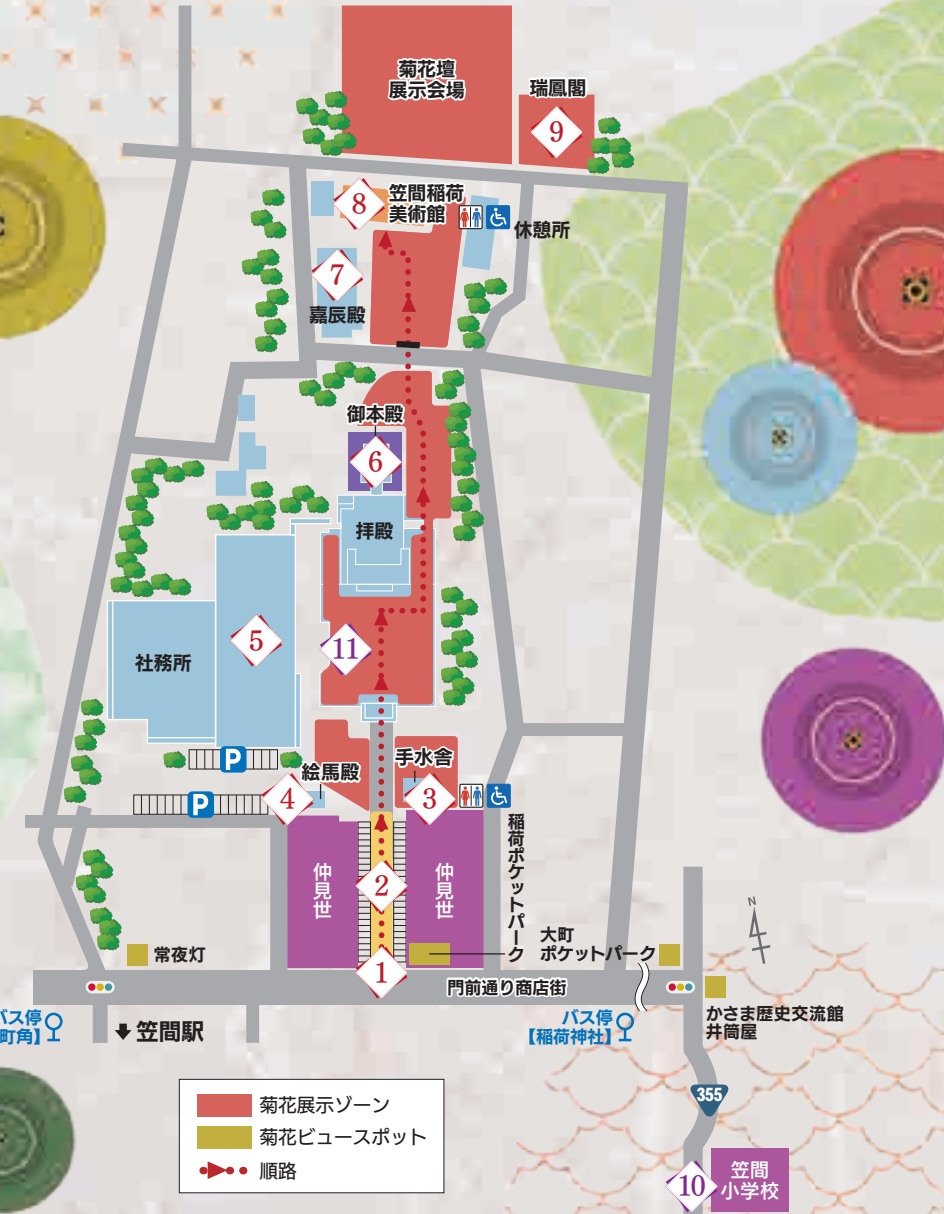 菊花壇
展示会場
瑞鳳閣
9
8
笠間稲荷
美術館
休憩所
7
嘉辰殿
御本殿
6
拝殿
5
社務所
11
P
絵馬殿
手水舎
P
4
3
仲見世
2
仲見世
稲荷ポケットパーク
大町
ポケットパーク
N
常夜灯
1
門前通り商店街
バス停
町角】
笠間駅
バス停
【稲荷神社】
かさま歴史交流館
井筒屋
355
菊花展示ゾーン
菊花ビュースポット
順路
10
笠間
小学校